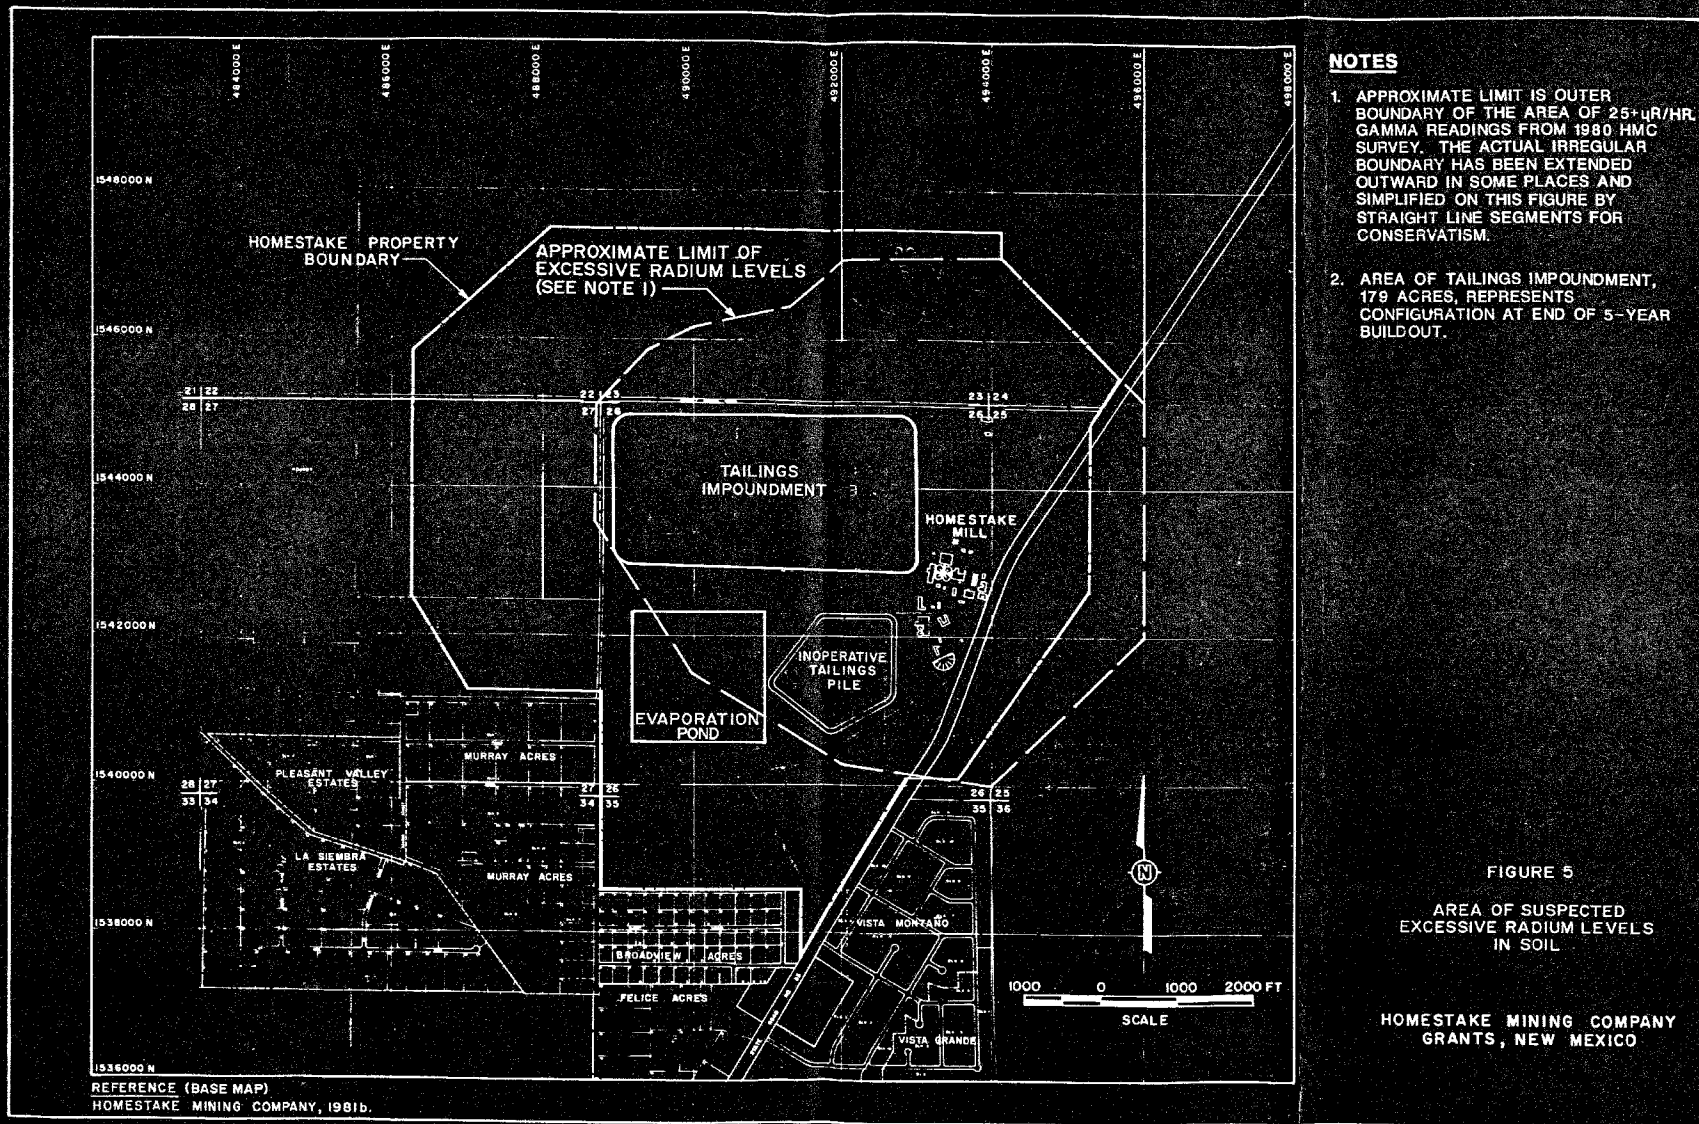 484000 E
486000 E
488000 E
490000 E
492000 E
494000 E
496000 E
498000 E
NOTES
1. APPROXIMATE LIMIT IS OUTER
BOUNDARY OF THE AREA OF 25+μR/HR
GAMMA READINGS FROM 1980 HMC
SURVEY. THE ACTUAL IRREGULAR
BOUNDARY HAS BEEN EXTENDED
OUTWARD IN SOME PLACES AND
SIMPLIFIED ON THIS FIGURE BY
STRAIGHT LINE SEGMENTS FOR
CONSERVATISM.
2. AREA OF TAILINGS IMPOUNDMENT,
179 ACRES, REPRESENTS
CONFIGURATION AT END OF 5-YEAR
BUILDOUT.
1548000 N
HOMESTAKE PROPERTY
BOUNDARY
APPROXIMATE LIMIT OF
EXCESSIVE RADIUM LEVELS
(SEE NOTE 1)
1546000 N
21 22
28 27
22 23
27 26
23 24
26 25
1544000 N
TAILINGS
IMPOUNDMENT
HOMESTAKE
MILL
1542000 N
INOPERATIVE
TAILINGS
PILE
EVAPORATION
POND
MURRAY ACRES
1540000 N
PLEASANT VALLEY
ESTATES
28 27
33 34
27 26
34 35
26 25
35 36
LA SIEMBRA
ESTATES
MURRAY ACRES
N
1538000 N
VISTA MONTANO
BROADVIEW ACRES
FELICE ACRES
VISTA GRANDE
1000 0 1000 2000 FT
SCALE
1536000 N
REFERENCE (BASE MAP)
HOMESTAKE MINING COMPANY, 1981b.
FIGURE 5
AREA OF SUSPECTED
EXCESSIVE RADIUM LEVELS
IN SOIL
HOMESTAKE MINING COMPANY
GRANTS, NEW MEXICO